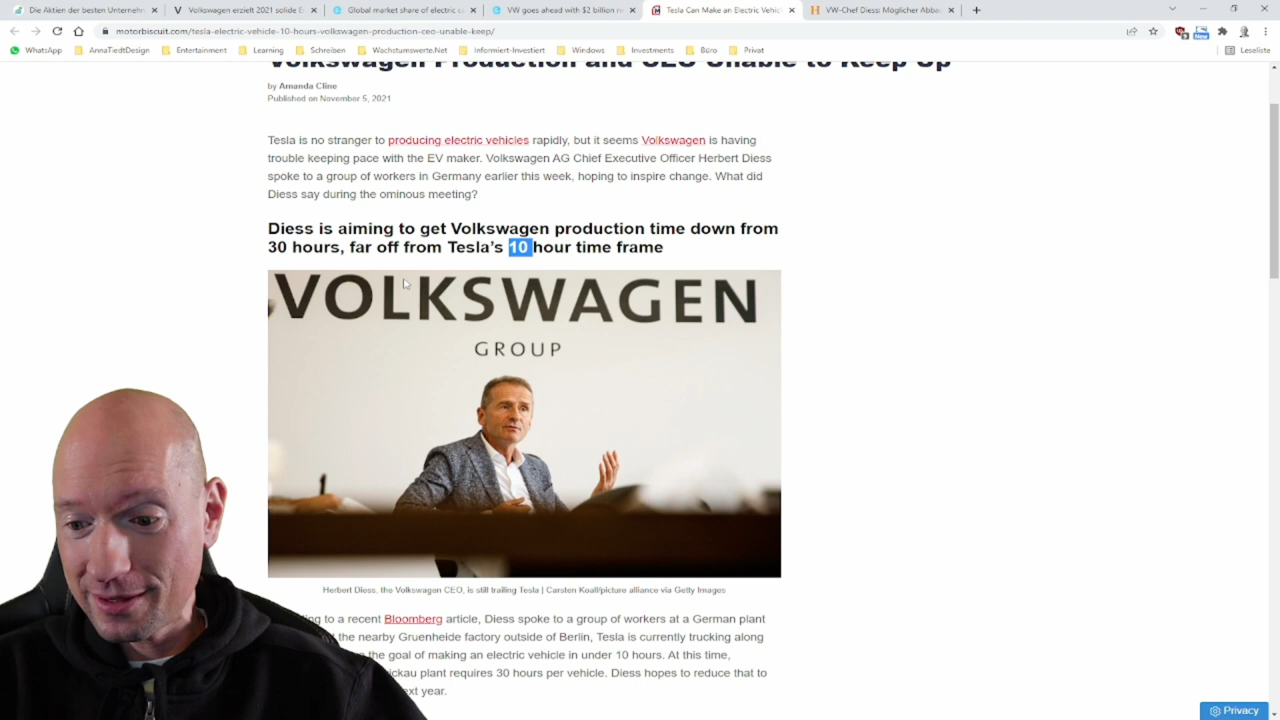 Die Aktien der besten Unternehm
Volkswagen erzielt 2021 solide E
Global market share of electric c
VW goes ahead with $2 billion n
Tesla Can Make an Electric Vehicl
VW-Chef Diess: Möglicher Abba
motorbiscuit.com/tesla-electric-vehicle-10-hours-volkswagen-production-ceo-unable-keep/
WhatsApp
AnnaTiedtDesign
Entertainment
Learning
Schreiben
Wachstumswerte.Net
Informiert-Investiert
Windows
Investments
Büro
Privat
Leseliste
Volkswagen Production and CEO Unable to Keep Up
by Amanda Cline
Published on November 5, 2021
Tesla is no stranger to producing electric vehicles rapidly, but it seems Volkswagen is having
trouble keeping pace with the EV maker. Volkswagen AG Chief Executive Officer Herbert Diess
spoke to a group of workers in Germany earlier this week, hoping to inspire change. What did
Diess say during the ominous meeting?
Diess is aiming to get Volkswagen production time down from
30 hours, far off from Tesla's 10 hour time frame
VOLKSWAGEN
GROUP
Herbert Diess, the Volkswagen CEO, is still trailing Tesla | Carsten Koall/picture alliance via Getty Images
to a recent Bloomberg article, Diess spoke to a group of workers at a German plant
the nearby Gruenheide factory outside of Berlin, Tesla is currently trucking along
the goal of making an electric vehicle in under 10 hours. At this time,
plant requires 30 hours per vehicle. Diess hopes to reduce that to
year.
Privacy